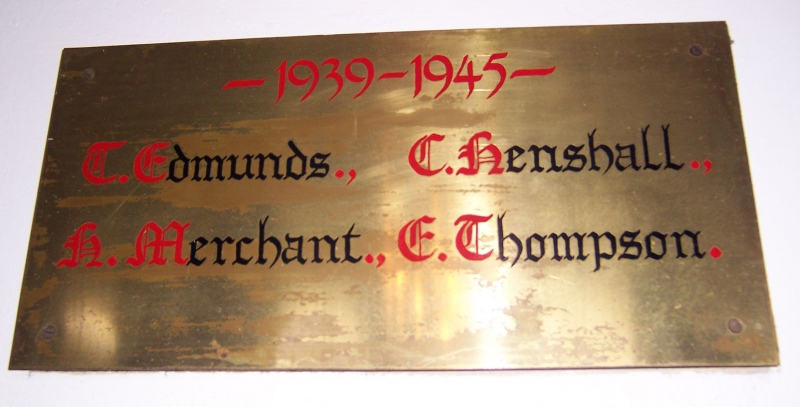 —1939—1945—
T. Edmunds., C. Henshall.,
H. Merchant., E. Thompson.